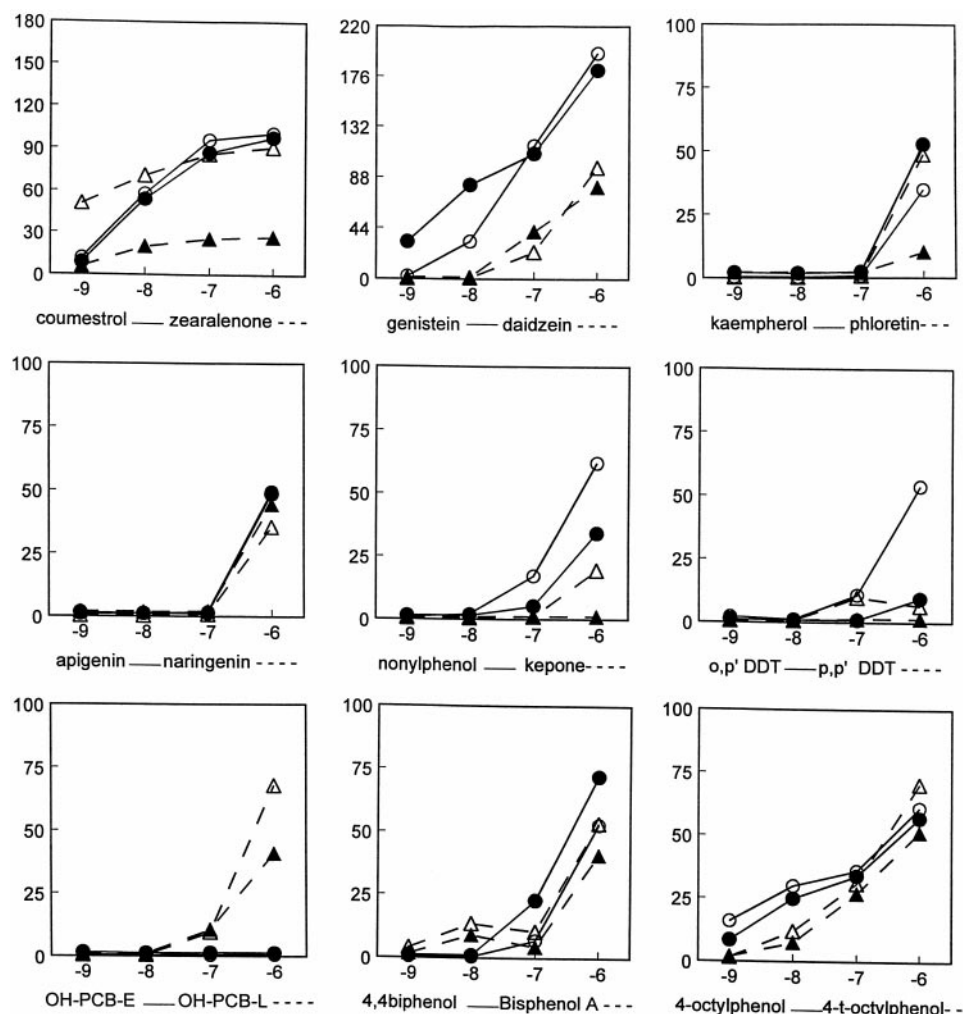 180
150
120
90
60
30
0
-9 -8 -7 -6
coumestrol ___ zearalenone ----
220
176
132
88
44
0
-9 -8 -7 -6
genistein ___ daidzein ----
100
75
50
25
0
-9 -8 -7 -6
kaempherol ___ phloretin---
100
75
50
25
0
-9 -8 -7 -6
apigenin ___ naringenin ----
100
75
50
25
0
-9 -8 -7 -6
nonylphenol ___ kepone----
100
75
50
25
0
-9 -8 -7 -6
o,p' DDT ___ p,p' DDT ----
100
75
50
25
0
-9 -8 -7 -6
OH-PCB-E ___ OH-PCB-L ----
100
75
50
25
0
-9 -8 -7 -6
4,4biphenol ___ Bisphenol A ----
100
75
50
25
0
-9 -8 -7 -6
4-octylphenol ___ 4-t-octylphenol- -